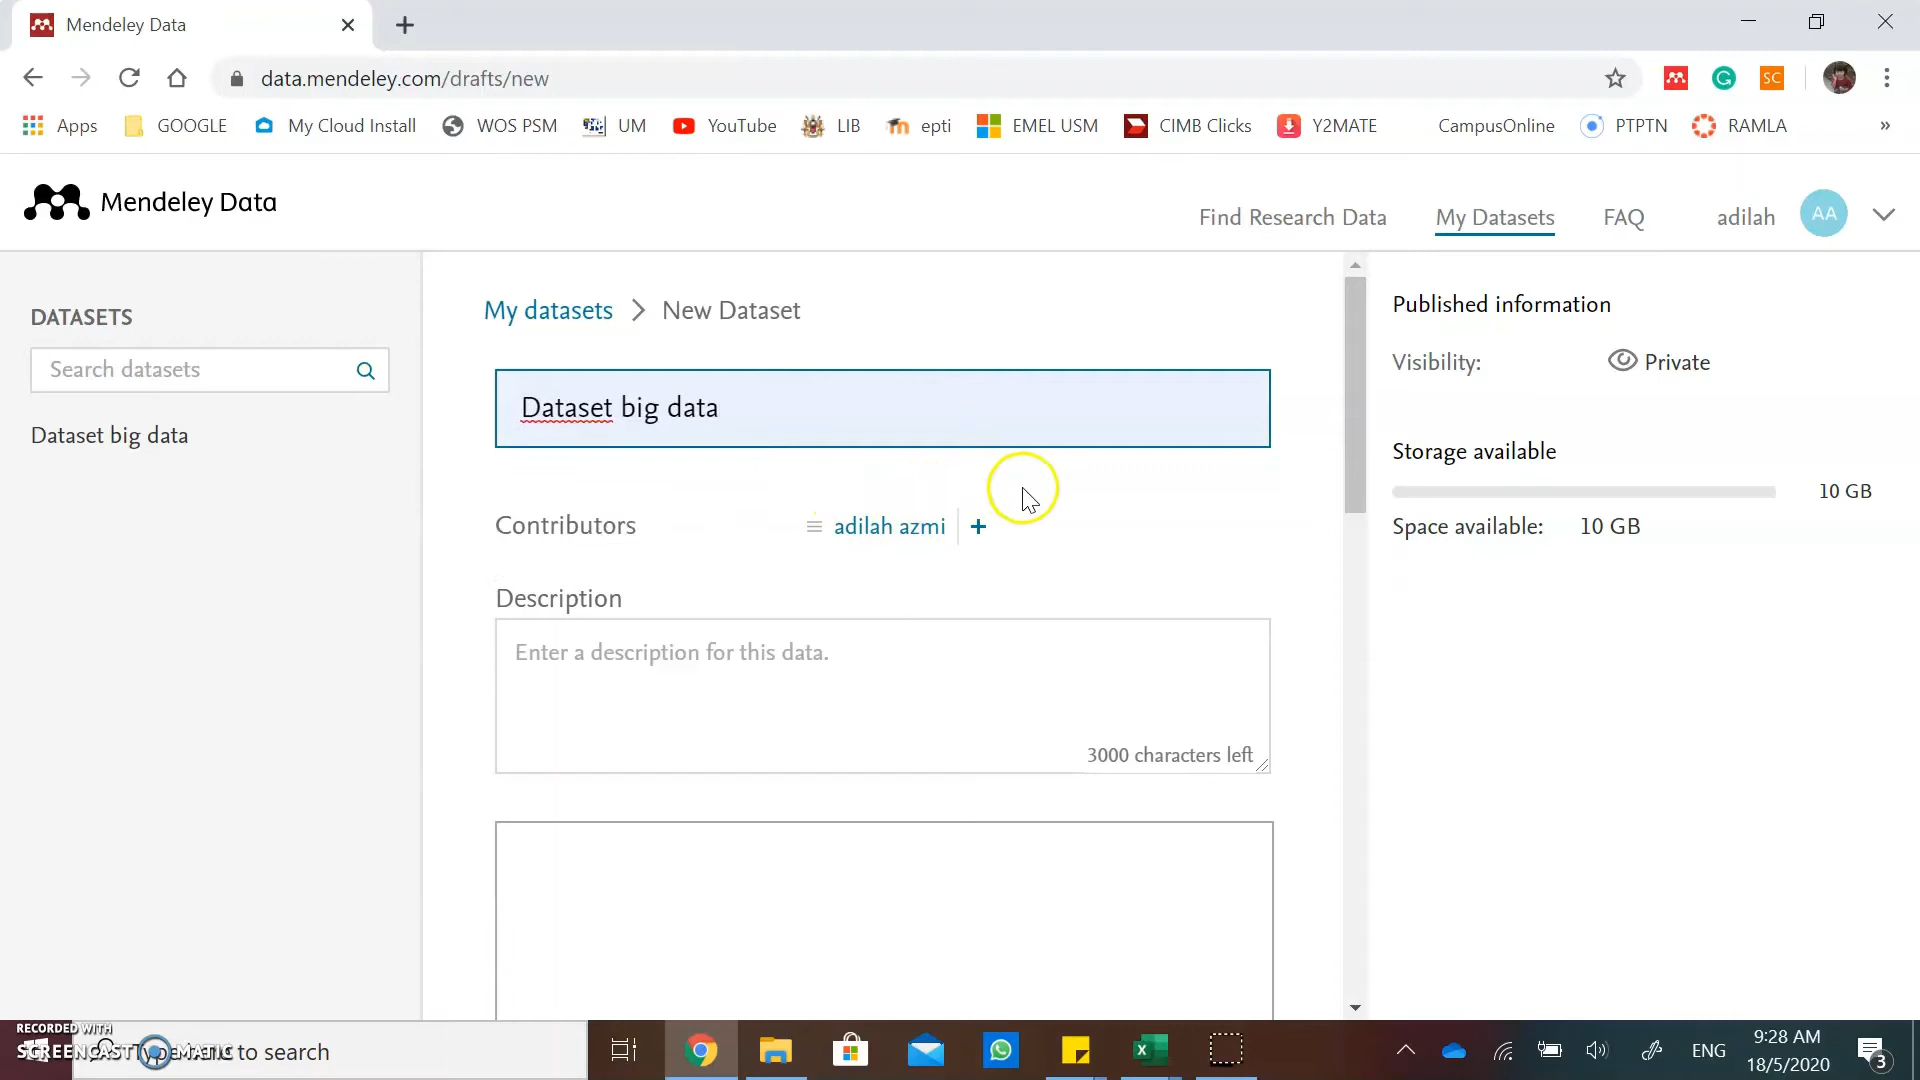 Mendeley Data
data.mendeley.com/drafts/new
SC
Apps GOOGLE My Cloud Install WOS PSM UM YouTube LIB epti EMEL USM CIMB Clicks Y2MATE CampusOnline PTPTN RAMLA »
Mendeley Data
Find Research Data My Datasets FAQ adilah AA
DATASETS
Search datasets
Dataset big data
My datasets > New Dataset
Dataset big data
Contributors adilah azmi +
Description
Enter a description for this data.
3000 characters left
Published information
Visibility: Private
Storage available
10 GB
Space available: 10 GB
RECORDED WITH
SCREENCAST MATIC
to search
ENG
9:28 AM
18/5/2020
3